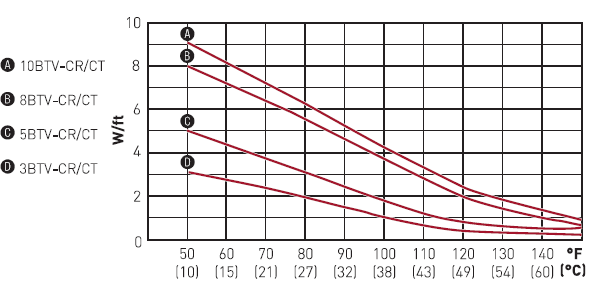 A 10BTV-CR/CT
B 8BTV-CR/CT
C 5BTV-CR/CT
D 3BTV-CR/CT
W/ft
10
8
6
4
2
0
A
B
C
D
50 60 70 80 90 100 110 120 130 140 °F
(10) (15) (21) (27) (32) (38) (43) (49) (54) (60) (°C)